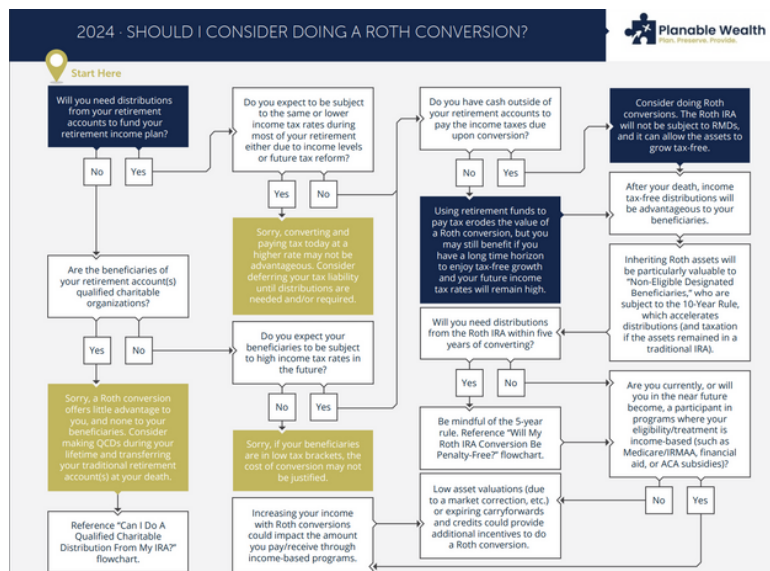 2024 · SHOULD I CONSIDER DOING A ROTH CONVERSION?
Planable Wealth
Plan. Preserve. Provide.
Start Here
Will you need distributions
from your retirement
accounts to fund your
retirement income plan?
No
Yes
Do you expect to be subject
to the same or lower
income tax rates during
most of your retirement
either due to income levels
or future tax reform?
Yes
No
Sorry, converting and
paying tax today at a
higher rate may not be
advantageous. Consider
deferring your tax liability
until distributions are
needed and/or required.
Do you have cash outside of
your retirement accounts to
pay the income taxes due
upon conversion?
No
Yes
Consider doing Roth
conversions. The Roth IRA
will not be subject to RMDs,
and it can allow the assets to
grow tax-free.
Using retirement funds to
pay tax erodes the value of
a Roth conversion, but you
may still benefit if you
have a long time horizon
to enjoy tax-free growth
and your future income
tax rates will remain high.
After your death, income
tax-free distributions will
be advantageous to your
beneficiaries.
Inheriting Roth assets will
be particularly valuable to
“Non-Eligible Designated
Beneficiaries,” who are
subject to the 10-Year Rule,
which accelerates
distributions (and taxation
if the assets remained in a
traditional IRA).
Are the beneficiaries of
your retirement account(s)
qualified charitable
organizations?
Yes
No
Sorry, a Roth conversion
offers little advantage to
you, and none to your
beneficiaries. Consider
making QCDs during your
lifetime and transferring
your traditional retirement
account(s) at your death.
Reference “Can I Do A
Qualified Charitable
Distribution From My IRA?”
flowchart.
Do you expect your
beneficiaries to be subject
to high income tax rates in
the future?
No
Yes
Sorry, if your beneficiaries
are in low tax brackets, the
cost of conversion may not
be justified.
Will you need distributions
from the Roth IRA within five
years of converting?
Yes
No
Be mindful of the 5-year
rule. Reference “Will My
Roth IRA Conversion Be
Penalty-Free?” flowchart.
Are you currently, or will
you in the near future
become, a participant in
programs where your
eligibility/treatment is
income-based (such as
Medicare/IRMAA, financial
aid, or ACA subsidies)?
No
Yes
Low asset valuations (due
to a market correction, etc.)
or expiring carryforwards
and credits could provide
additional incentives to do
a Roth conversion.
Increasing your income
with Roth conversions
could impact the amount
you pay/receive through
income-based programs.